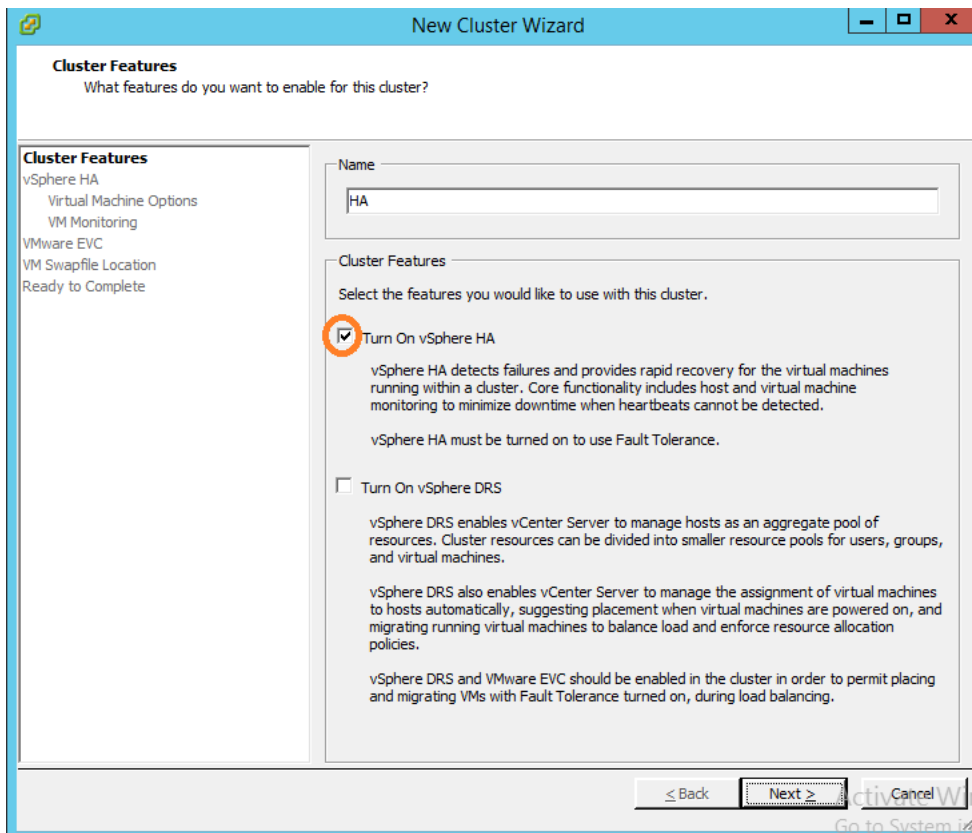 New Cluster Wizard
Cluster Features
What features do you want to enable for this cluster?
Cluster Features
vSphere HA
Virtual Machine Options
VM Monitoring
VMware EVC
VM Swapfile Location
Ready to Complete
Name
HA
Cluster Features
Select the features you would like to use with this cluster.
Turn On vSphere HA
vSphere HA detects failures and provides rapid recovery for the virtual machines
running within a cluster. Core functionality includes host and virtual machine
monitoring to minimize downtime when heartbeats cannot be detected.
vSphere HA must be turned on to use Fault Tolerance.
Turn On vSphere DRS
vSphere DRS enables vCenter Server to manage hosts as an aggregate pool of
resources. Cluster resources can be divided into smaller resource pools for users, groups,
and virtual machines.
vSphere DRS also enables vCenter Server to manage the assignment of virtual machines
to hosts automatically, suggesting placement when virtual machines are powered on, and
migrating running virtual machines to balance load and enforce resource allocation
policies.
vSphere DRS and VMware EVC should be enabled in the cluster in order to permit placing
and migrating VMs with Fault Tolerance turned on, during load balancing.
< Back Next > Cancel
Activate Wi
Go to System i